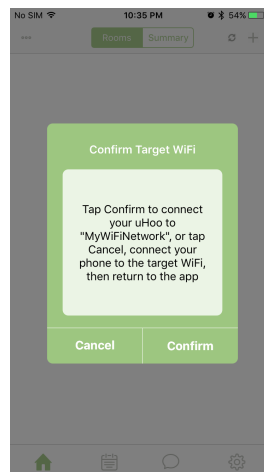 No SIM 10:35 PM 54%
Rooms Summary
Confirm Target WiFi
Tap Confirm to connect
your uHoo to
"MyWiFiNetwork", or tap
Cancel, connect your
phone to the target WiFi,
then return to the app
Cancel Confirm